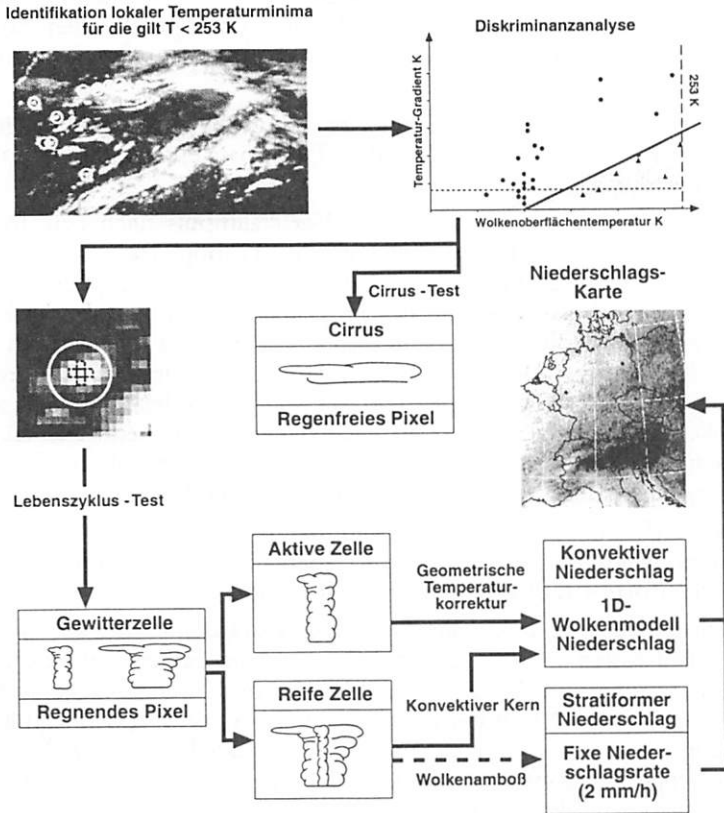 Identifikation lokaler Temperaturminima
für die gilt T < 253 K
Diskriminanzanalyse
Temperatur-Gradient K
253 K
Wolkenoberflächentemperatur K
Cirrus -Test
Cirrus
Regenfreies Pixel
Niederschlags-
Karte
Lebenszyklus -Test
Gewitterzelle
Regnendes Pixel
Aktive Zelle
Geometrische
Temperatur-
korrektur
Konvektiver
Niederschlag
1D-
Wolkenmodell
Niederschlag
Reife Zelle
Konvektiver Kern
Wolkenamboß
Stratiformer
Niederschlag
Fixe Nieder-
schlagsrate
(2 mm/h)